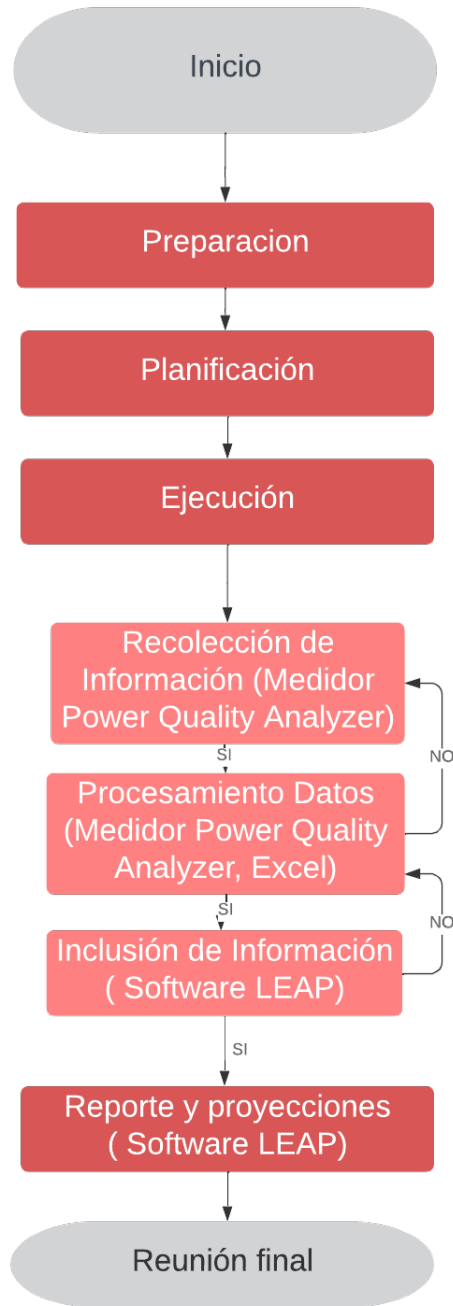 Inicio
Preparacion
Planificación
Ejecución
Recolección de
Información (Medidor
Power Quality Analyzer)
SI
NO
Procesamiento Datos
(Medidor Power Quality
Analyzer, Excel)
SI
NO
Inclusión de Información
( Software LEAP)
SI
Reporte y proyecciones
( Software LEAP)
Reunión final